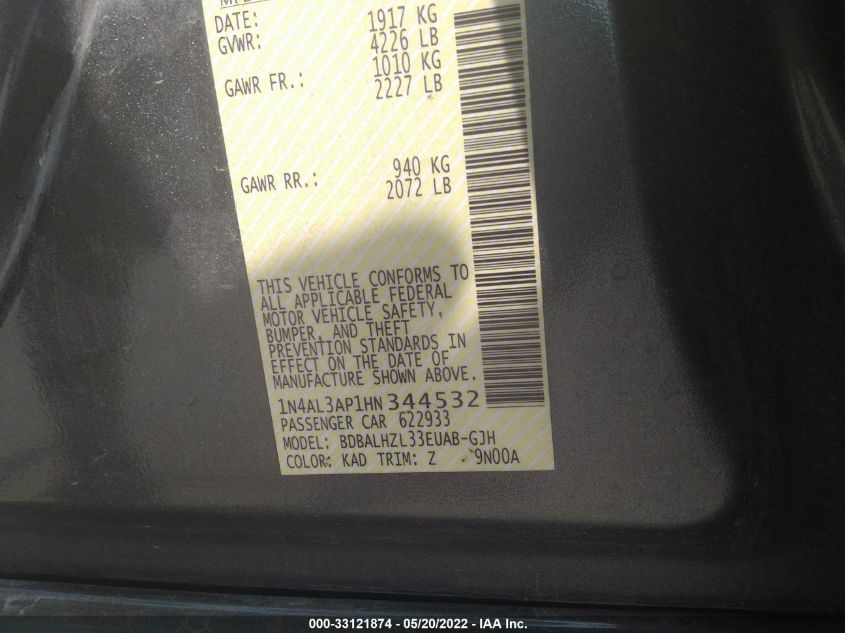 DATE: 1917 KG
GVWR: 4226 LB
1010 KG
GAWR FR.: 2227 LB
940 KG
GAWR RR.: 2072 LB
THIS VEHICLE CONFORMS TO
ALL APPLICABLE FEDERAL
MOTOR VEHICLE SAFETY,
BUMPER, AND THEFT
PREVENTION STANDARDS IN
EFFECT ON THE DATE OF
MANUFACTURE SHOWN ABOVE.
1N4AL3AP1HN 344532
PASSENGER CAR 622933
MODEL: BDBALHZL33EUAB-GJH
COLOR: KAD TRIM: Z 9N00A
000-33121874 - 05/20/2022 - IAA Inc.